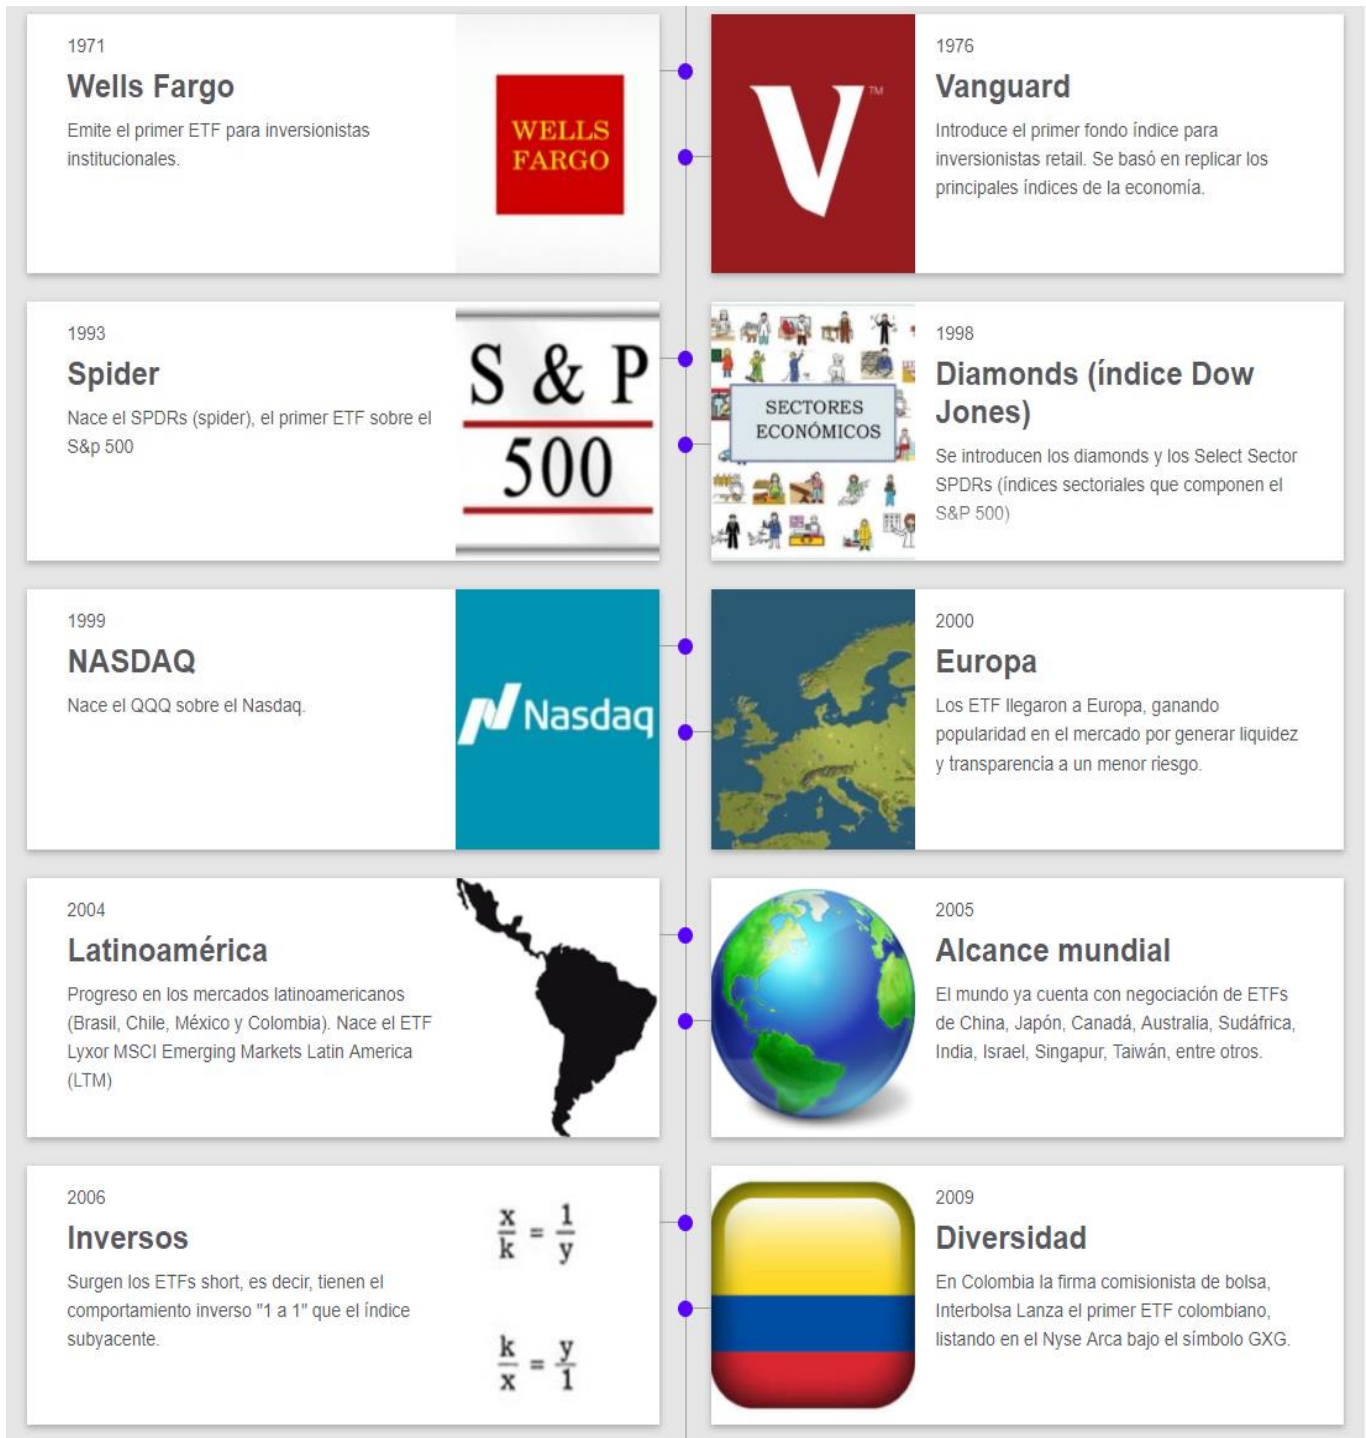 1971
Wells Fargo
Emite el primer ETF para inversionistas
institucionales.
WELLS
FARGO
1976
Vanguard
Introduce el primer fondo índice para
inversionistas retail. Se basó en replicar los
principales índices de la economía.
V
TM
1993
Spider
Nace el SPDRs (spider), el primer ETF sobre el
S&p 500
S & P
500
1998
Diamonds (índice Dow
Jones)
Se introducen los diamonds y los Select Sector
SPDRs (índices sectoriales que componen el
S&P 500)
SECTORES
ECONÓMICOS
1999
NASDAQ
Nace el QQQ sobre el Nasdaq.
Nasdaq
2000
Europa
Los ETF llegaron a Europa, ganando
popularidad en el mercado por generar liquidez
y transparencia a un menor riesgo.
2004
Latinoamérica
Progreso en los mercados latinoamericanos
(Brasil, Chile, México y Colombia). Nace el ETF
Lyxor MSCI Emerging Markets Latin America
(LTM)
2005
Alcance mundial
El mundo ya cuenta con negociación de ETFs
de China, Japón, Canadá, Australia, Sudáfrica,
India, Israel, Singapur, Taiwán, entre otros.
2006
Inversos
Surgen los ETFs short, es decir, tienen el
comportamiento inverso "1 a 1" que el índice
subyacente.
x/k = 1/y
k/x = y/1
2009
Diversidad
En Colombia la firma comisionista de bolsa,
Interbolsa Lanza el primer ETF colombiano,
listando en el Nyse Arca bajo el símbolo GXG.